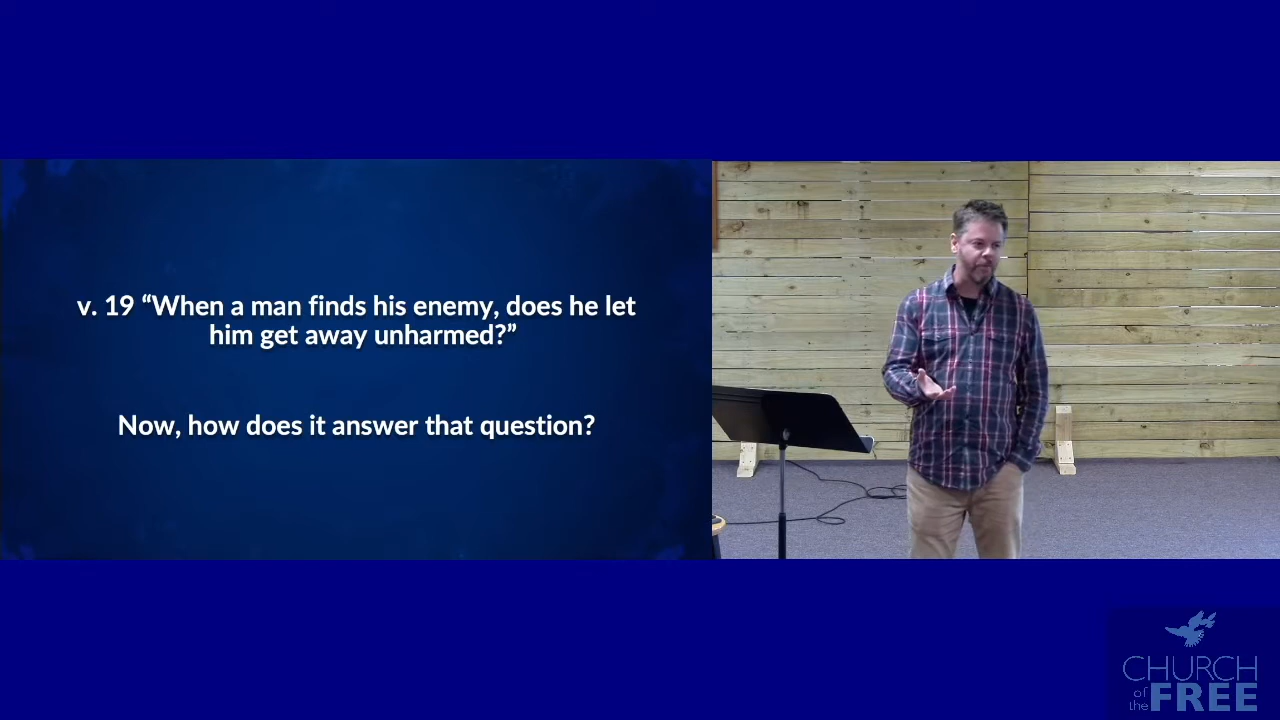 v. 19 “When a man finds his enemy, does he let
him get away unharmed?”
Now, how does it answer that question?
CHURCH
of
the FREE